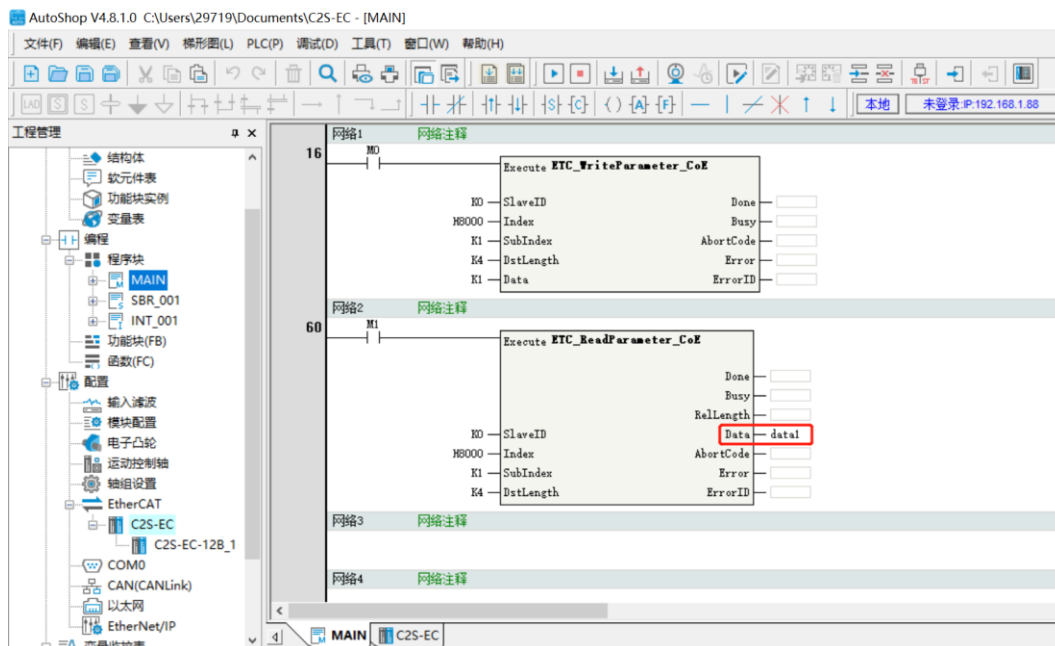 AutoShop V4.8.1.0 C:\Users\29719\Documents\C2S-EC - [MAIN]
文件(F) 编辑(E) 查看(V) 梯形图(L) PLC(P) 调试(D) 工具(T) 窗口(W) 帮助(H)
本地
未登录:IP:192.168.1.88
工程管理
结构体
软元件表
功能块实例
变量表
编程
程序块
MAIN
SBR_001
INT_001
功能块(FB)
函数(FC)
配置
输入滤波
模块配置
电子凸轮
运动控制轴
轴组设置
EtherCAT
C2S-EC
C2S-EC-12B_1
COM0
CAN(CANLink)
以太网
EtherNet/IP
网络1 网络注释
16 M0
Execute ETC_WriteParameter_CoE
K0 SlaveID Done
H8000 Index Busy
K1 SubIndex AbortCode
K4 DstLength Error
K1 Data ErrorID
网络2 网络注释
60 M1
Execute ETC_ReadParameter_CoE
Done
Busy
RelLength
K0 SlaveID Data data1
H8000 Index AbortCode
K1 SubIndex Error
K4 DstLength ErrorID
网络3 网络注释
网络4 网络注释
MAIN C2S-EC